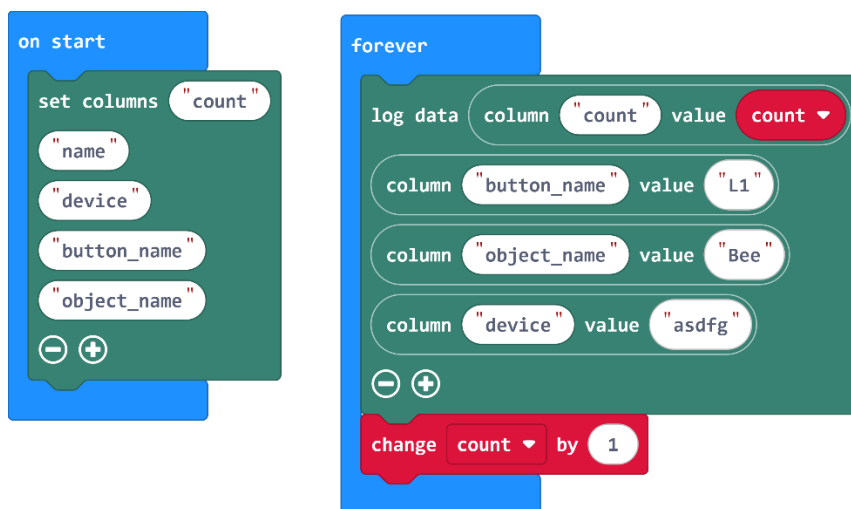 on start
set columns "count"
"name"
"device"
"button_name"
"object_name"
forever
log data column "count" value count
column "button_name" value "L1"
column "object_name" value "Bee"
column "device" value "asdfg"
change count by 1